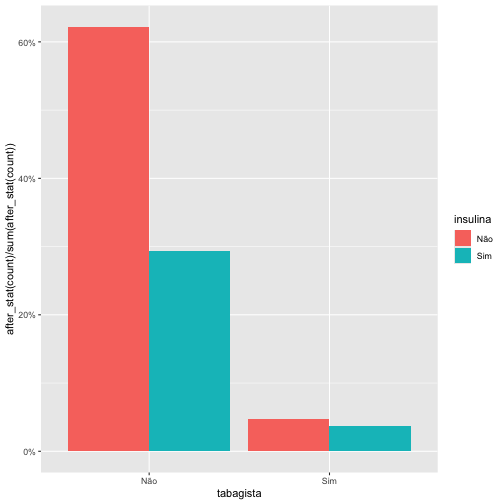 after_stat(count)/sum(after_stat(count))
60%
40%
20%
0%
Não
Sim
tabagista
insulina
Não
Sim